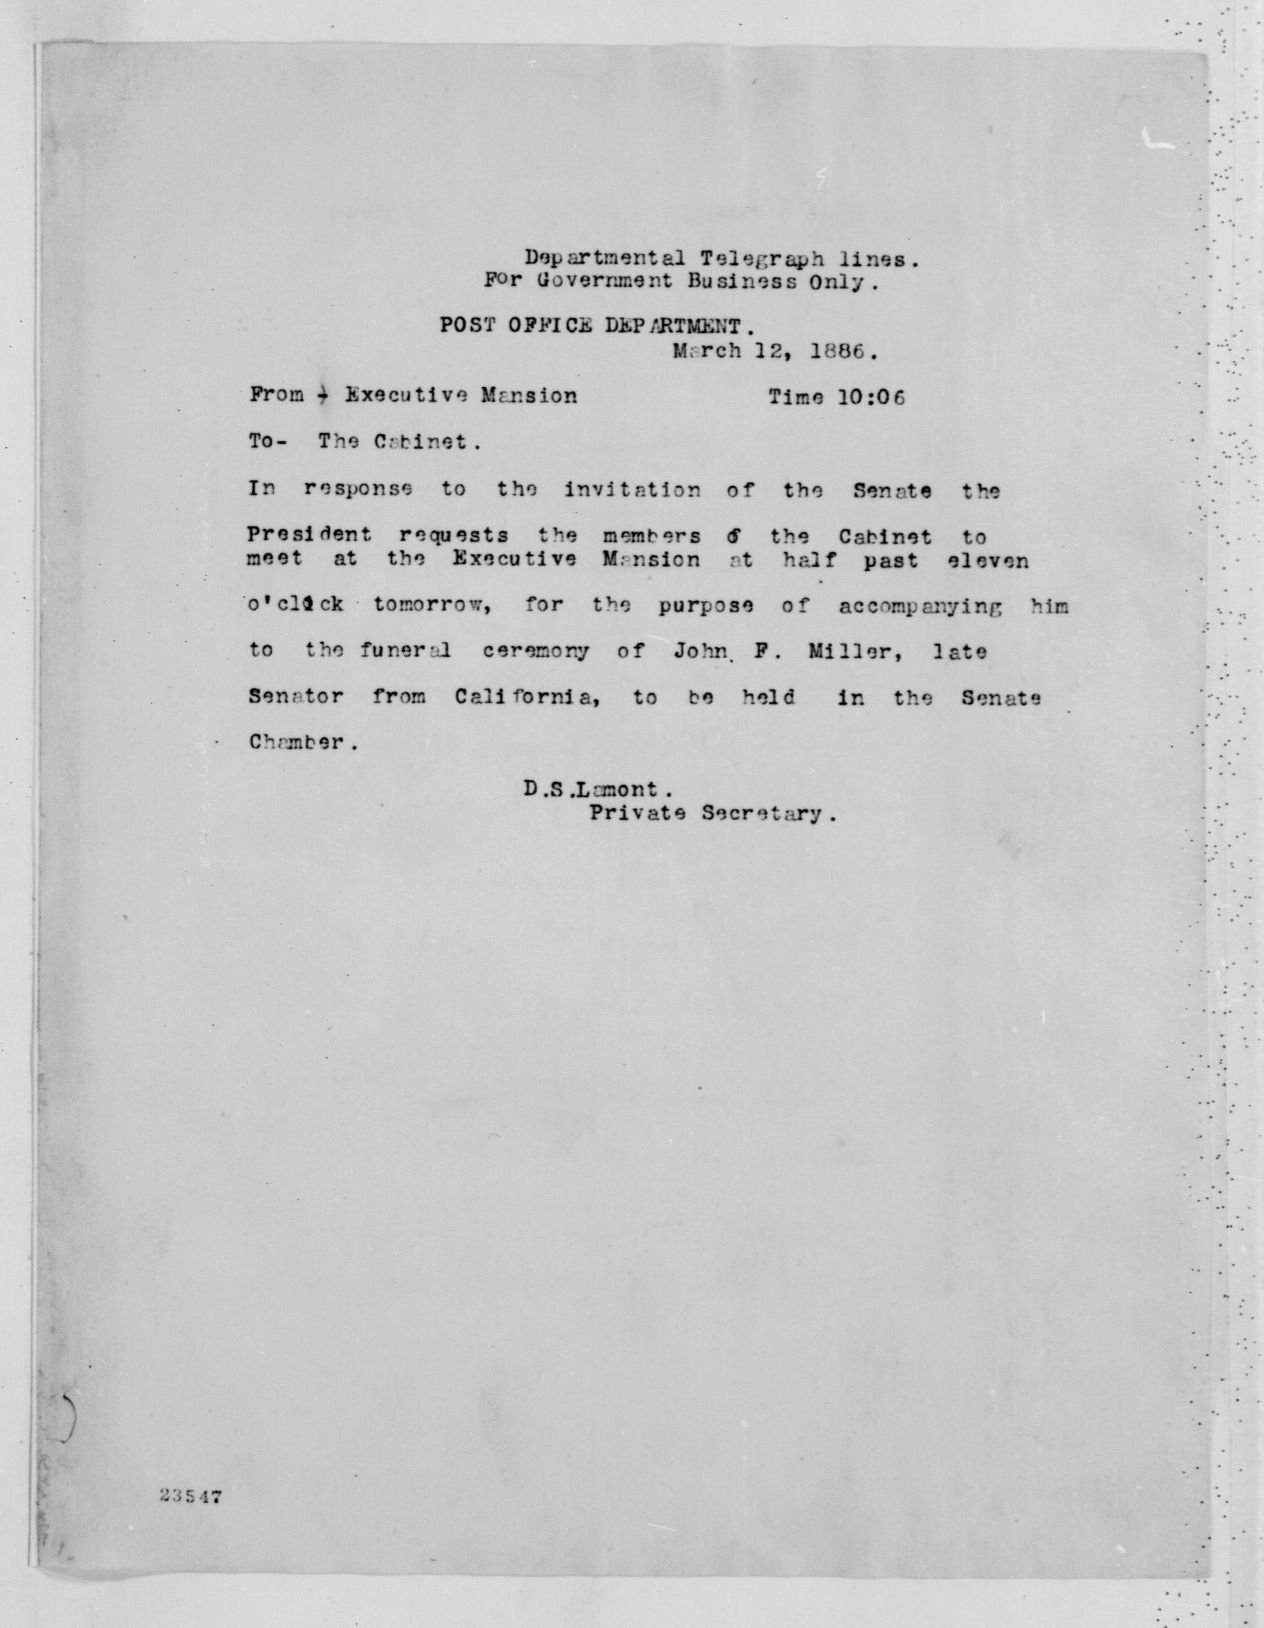 Departmental Telegraph lines.
For Government Business Only.
POST OFFICE DEPARTMENT.
March 12, 1886.
From - Executive Mansion Time 10:06
To- The Cabinet.
In response to the invitation of the Senate the
President requests the members of the Cabinet to
meet at the Executive Mansion at half past eleven
o'clock tomorrow, for the purpose of accompanying him
to the funeral ceremony of John. F. Miller, late
Senator from California, to be held in the Senate
Chamber.
D.S.Lamont.
Private Secretary.
23547